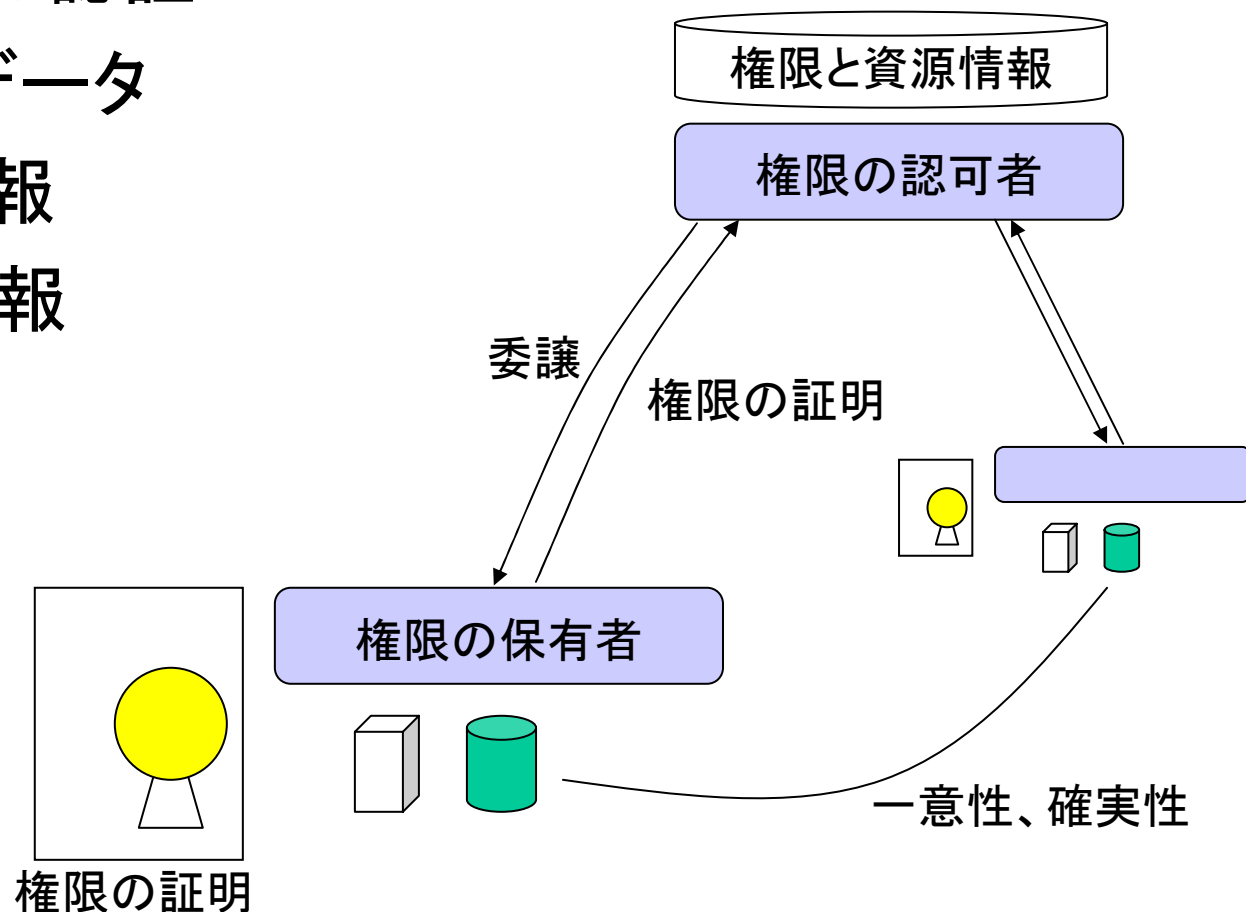 認証
データ
報
報
権限と資源情報
権限の認可者
委譲
権限の証明
権限の保有者
一意性、確実性
権限の証明